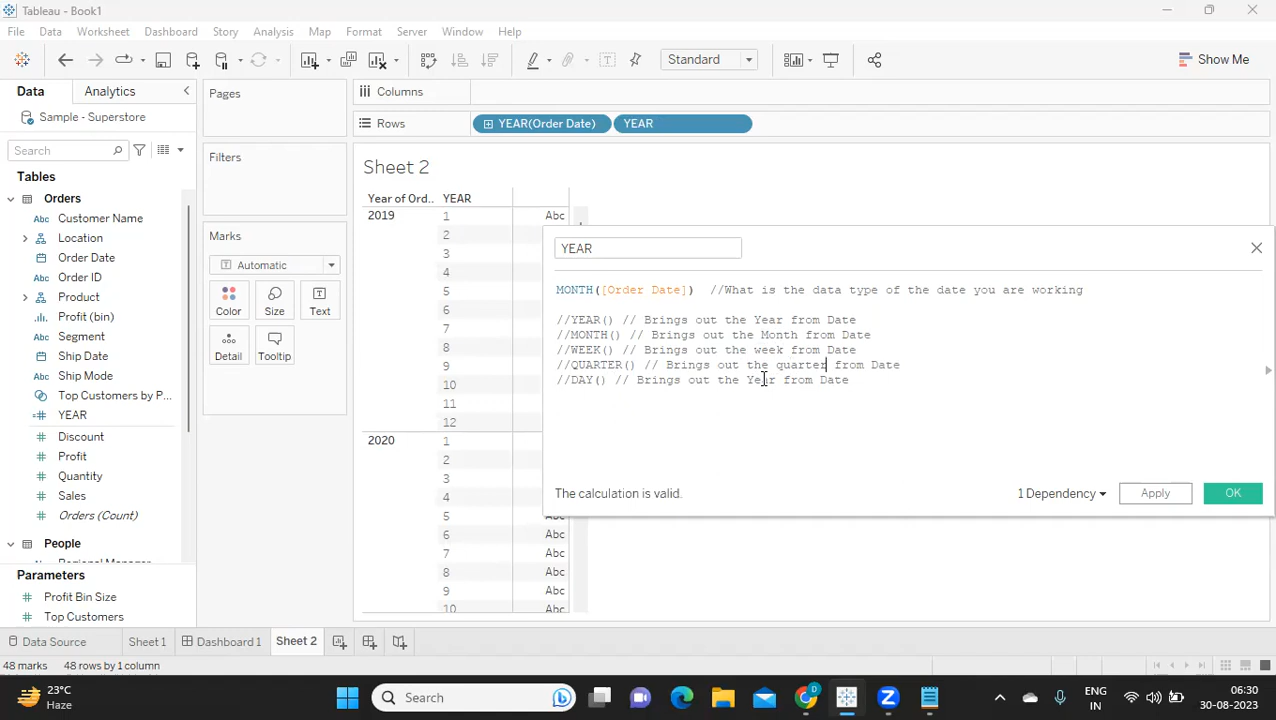 Tableau - Book1
File Data Worksheet Dashboard Story Analysis Map Format Server Window Help
Standard
Show Me
Data Analytics
Sample - Superstore
Search
Tables
Orders
Customer Name
Location
Order Date
Order ID
Product
Profit (bin)
Segment
Ship Date
Ship Mode
Top Customers by P...
YEAR
Discount
Profit
Quantity
Sales
Orders (Count)
People
Parameters
Profit Bin Size
Top Customers
Pages
Filters
Marks
Automatic
Color Size Text
Detail Tooltip
Columns
Rows YEAR(Order Date) YEAR
Sheet 2
Year of Ord.. YEAR
2019 1 Abc
2
3
4
5
6
7
8
9
10
11
12
2020 1
2
3
4
5 Abc
6 Abc
7 Abc
8 Abc
9 Abc
10 Abc
YEAR
MONTH([Order Date]) //What is the data type of the date you are working
//YEAR() // Brings out the Year from Date
//MONTH() // Brings out the Month from Date
//WEEK() // Brings out the week from Date
//QUARTER() // Brings out the quarter from Date
//DAY() // Brings out the Year from Date
The calculation is valid.
1 Dependency
Apply
OK
Data Source Sheet 1 Dashboard 1 Sheet 2
48 marks 48 rows by 1 column
23°C
Haze
Search
ENG
IN
06:30
30-08-2023